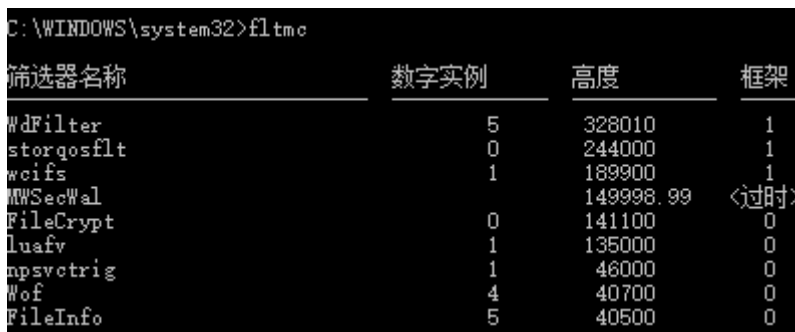 C:\WINDOWS\system32>fltmc
筛选器名称 数字实例 高度 框架
WdFilter 5 328010 1
storqosflt 0 244000 1
wcifs 1 189900 1
MWSecWal 149998.99 <过时>
FileCrypt 0 141100 0
luafv 1 135000 0
npsvctrig 1 46000 0
Wof 4 40700 0
FileInfo 5 40500 0